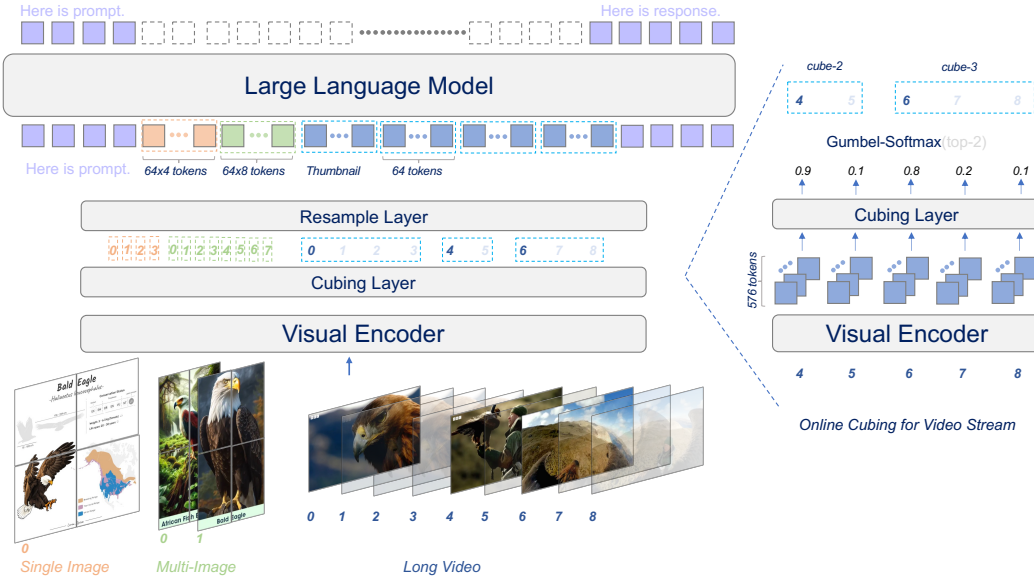 Here is prompt.
Here is response.
Large Language Model
Here is prompt.
64x4 tokens
64x8 tokens
Thumbnail
64 tokens
Resample Layer
0 1 2 3
0 1 2 3 4 5 6 7
0 1 2 3
4 5
6 7 8
Cubing Layer
Visual Encoder
Bald Eagle
African Fish E
Bald Eagle
0
0 1
0 1 2 3 4 5 6 7 8
Single Image
Multi-Image
Long Video
cube-2
cube-3
4 5
6 7 8
Gumbel-Softmax(top-2)
0.9 0.1 0.8 0.2 0.1
Cubing Layer
576 tokens
Visual Encoder
4 5 6 7 8
Online Cubing for Video Stream